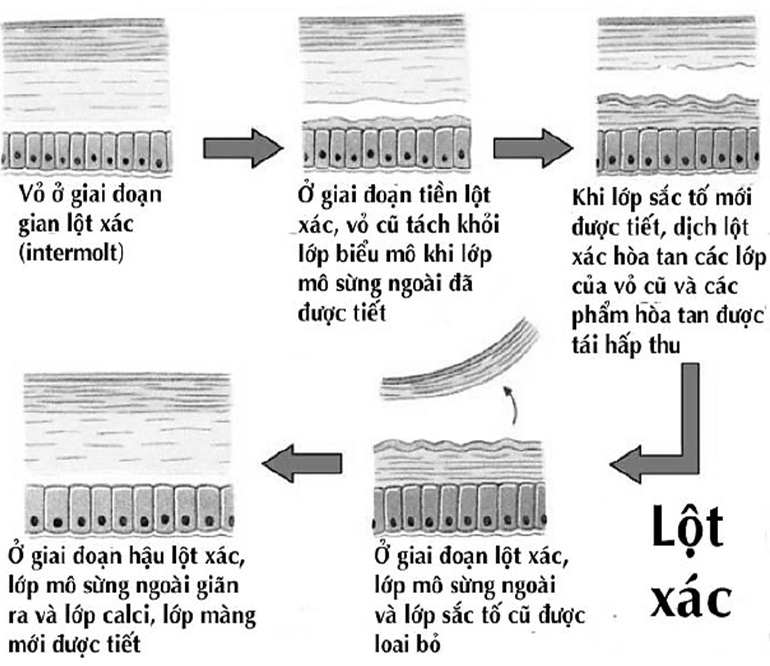 Vỏ ở giai đoạn
gian lột xác
(intermolt)
Ở giai đoạn tiền lột
xác, vỏ cũ tách khỏi
lớp biểu mô khi lớp
mô sừng ngoài đã
được tiết
Khi lớp sắc tố mới
được tiết, dịch lột
xác hòa tan các lớp
của vỏ cũ và các
phẩm hòa tan được
tái hấp thu
Ở giai đoạn hậu lột xác,
lớp mô sừng ngoài giãn
ra và lớp calci, lớp màng
mới được tiết
Ở giai đoạn lột xác,
lớp mô sừng ngoài
và lớp sắc tố cũ được
loại bỏ
Lột
xác